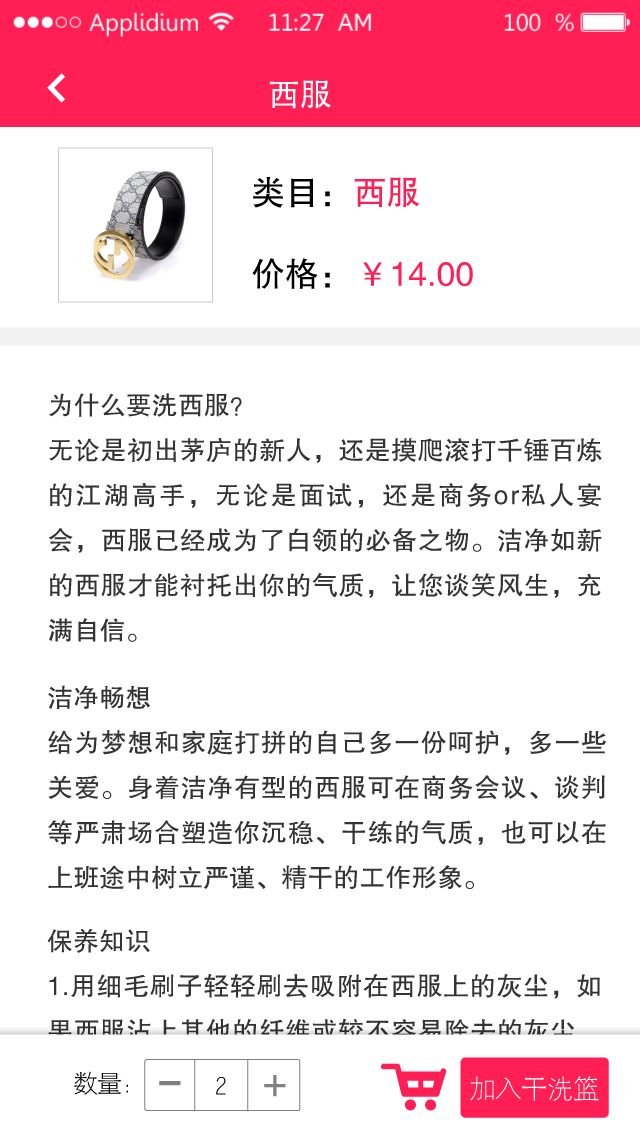 Applidium 11:27 AM 100 %
西服
类目：西服
价格：￥14.00
为什么要洗西服?
无论是初出茅庐的新人，还是摸爬滚打千锤百炼
的江湖高手，无论是面试，还是商务or私人宴
会，西服已经成为了白领的必备之物。洁净如新
的西服才能衬托出你的气质，让您谈笑风生，充
满自信。
洁净畅想
给为梦想和家庭打拼的自己多一份呵护，多一些
关爱。身着洁净有型的西服可在商务会议、谈判
等严肃场合塑造你沉稳、干练的气质，也可以在
上班途中树立严谨、精干的工作形象。
保养知识
1.用细毛刷子轻轻刷去吸附在西服上的灰尘，如
果西服沾上其他的纤维或较不容易除去的灰尘
数量: 2 加入干洗篮